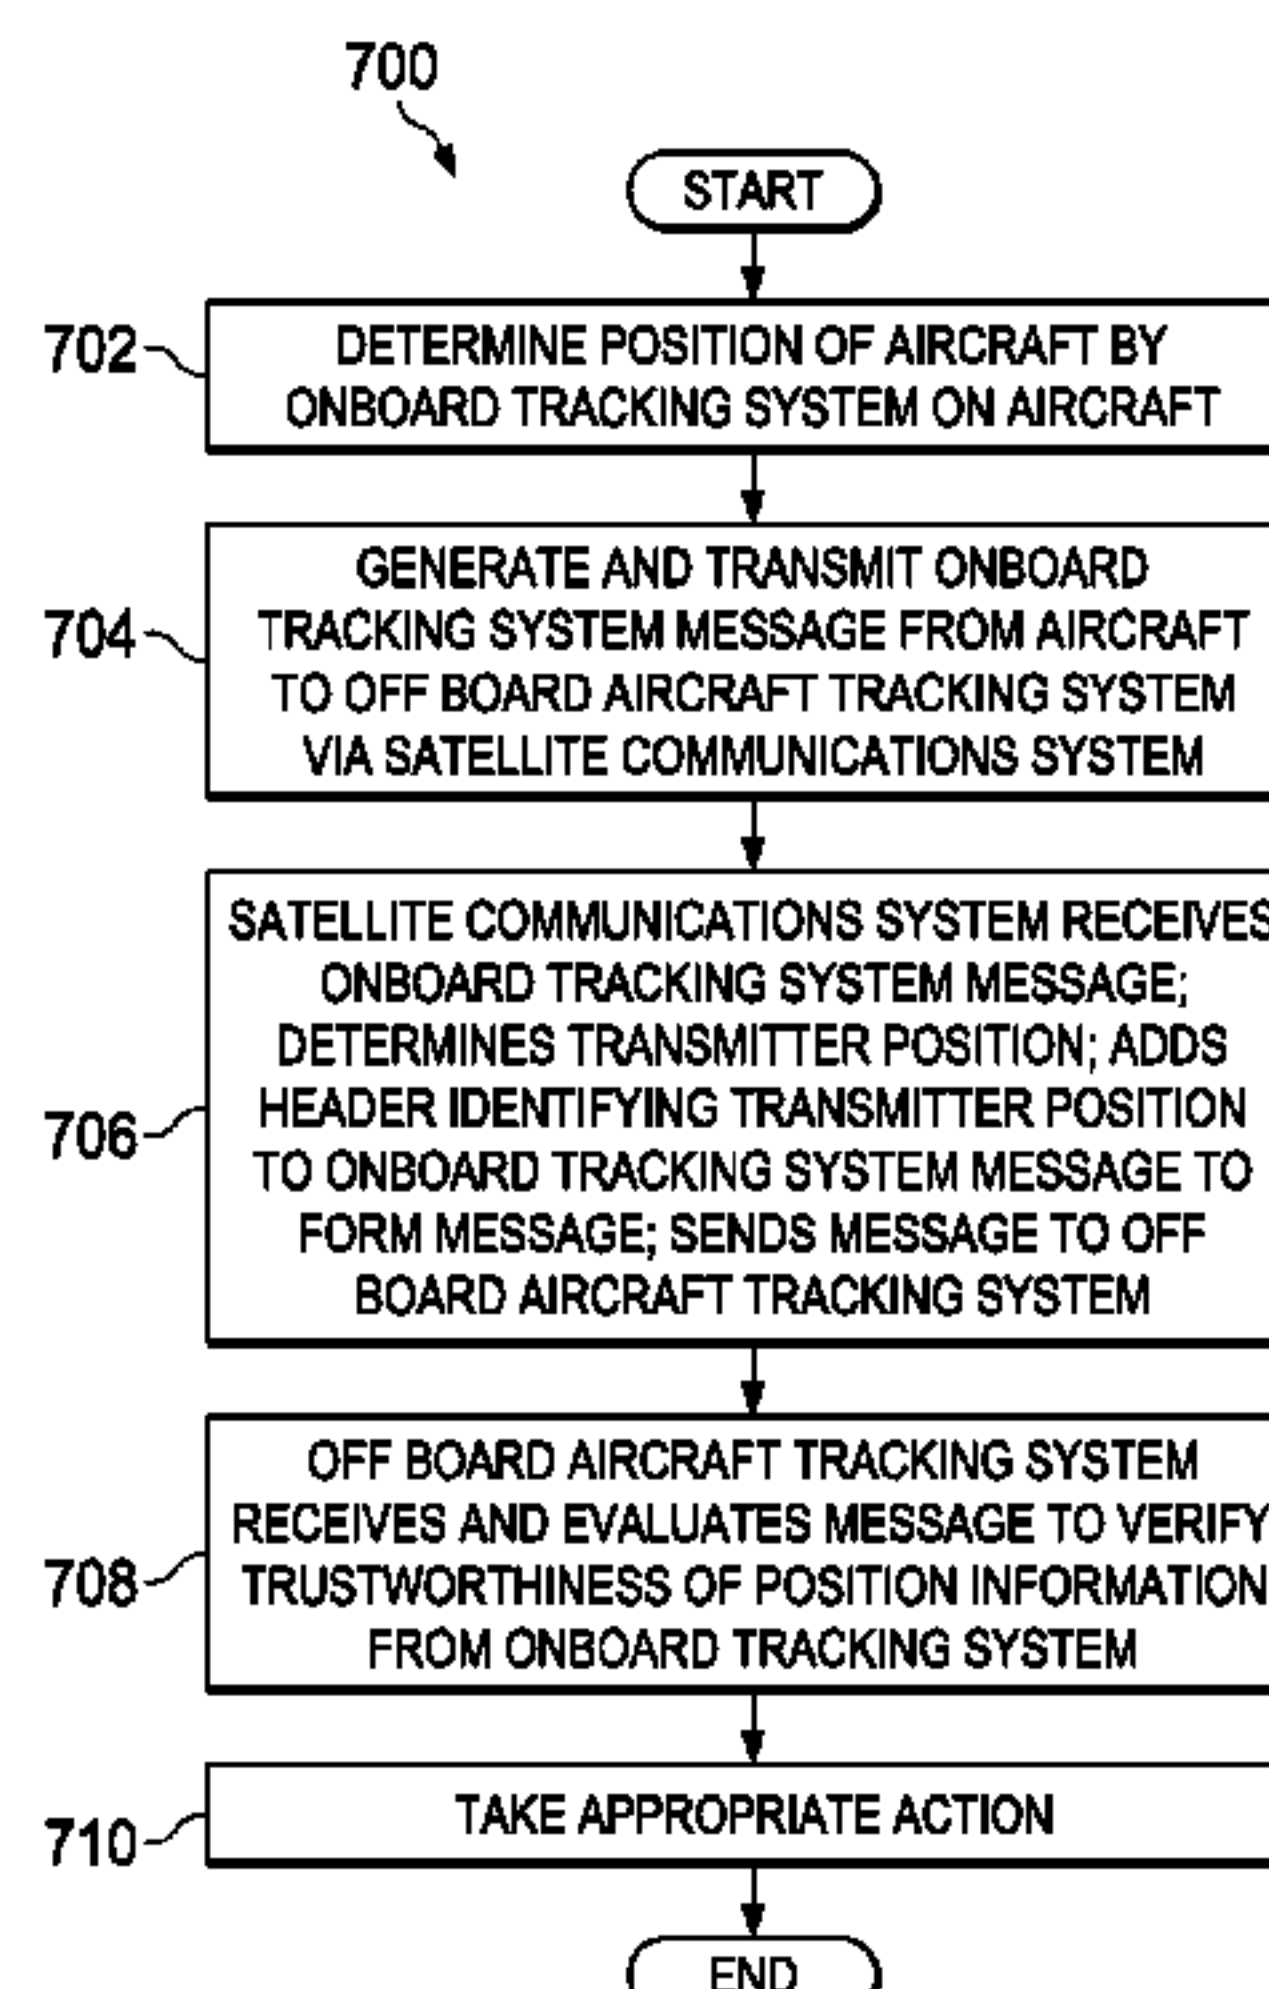 700
START
702
DETERMINE POSITION OF AIRCRAFT BY
ONBOARD TRACKING SYSTEM ON AIRCRAFT
704
GENERATE AND TRANSMIT ONBOARD
TRACKING SYSTEM MESSAGE FROM AIRCRAFT
TO OFF BOARD AIRCRAFT TRACKING SYSTEM
VIA SATELLITE COMMUNICATIONS SYSTEM
706
SATELLITE COMMUNICATIONS SYSTEM RECEIVES
ONBOARD TRACKING SYSTEM MESSAGE;
DETERMINES TRANSMITTER POSITION; ADDS
HEADER IDENTIFYING TRANSMITTER POSITION
TO ONBOARD TRACKING SYSTEM MESSAGE TO
FORM MESSAGE; SENDS MESSAGE TO OFF
BOARD AIRCRAFT TRACKING SYSTEM
708
OFF BOARD AIRCRAFT TRACKING SYSTEM
RECEIVES AND EVALUATES MESSAGE TO VERIFY
TRUSTWORTHINESS OF POSITION INFORMATION
FROM ONBOARD TRACKING SYSTEM
710
TAKE APPROPRIATE ACTION
END